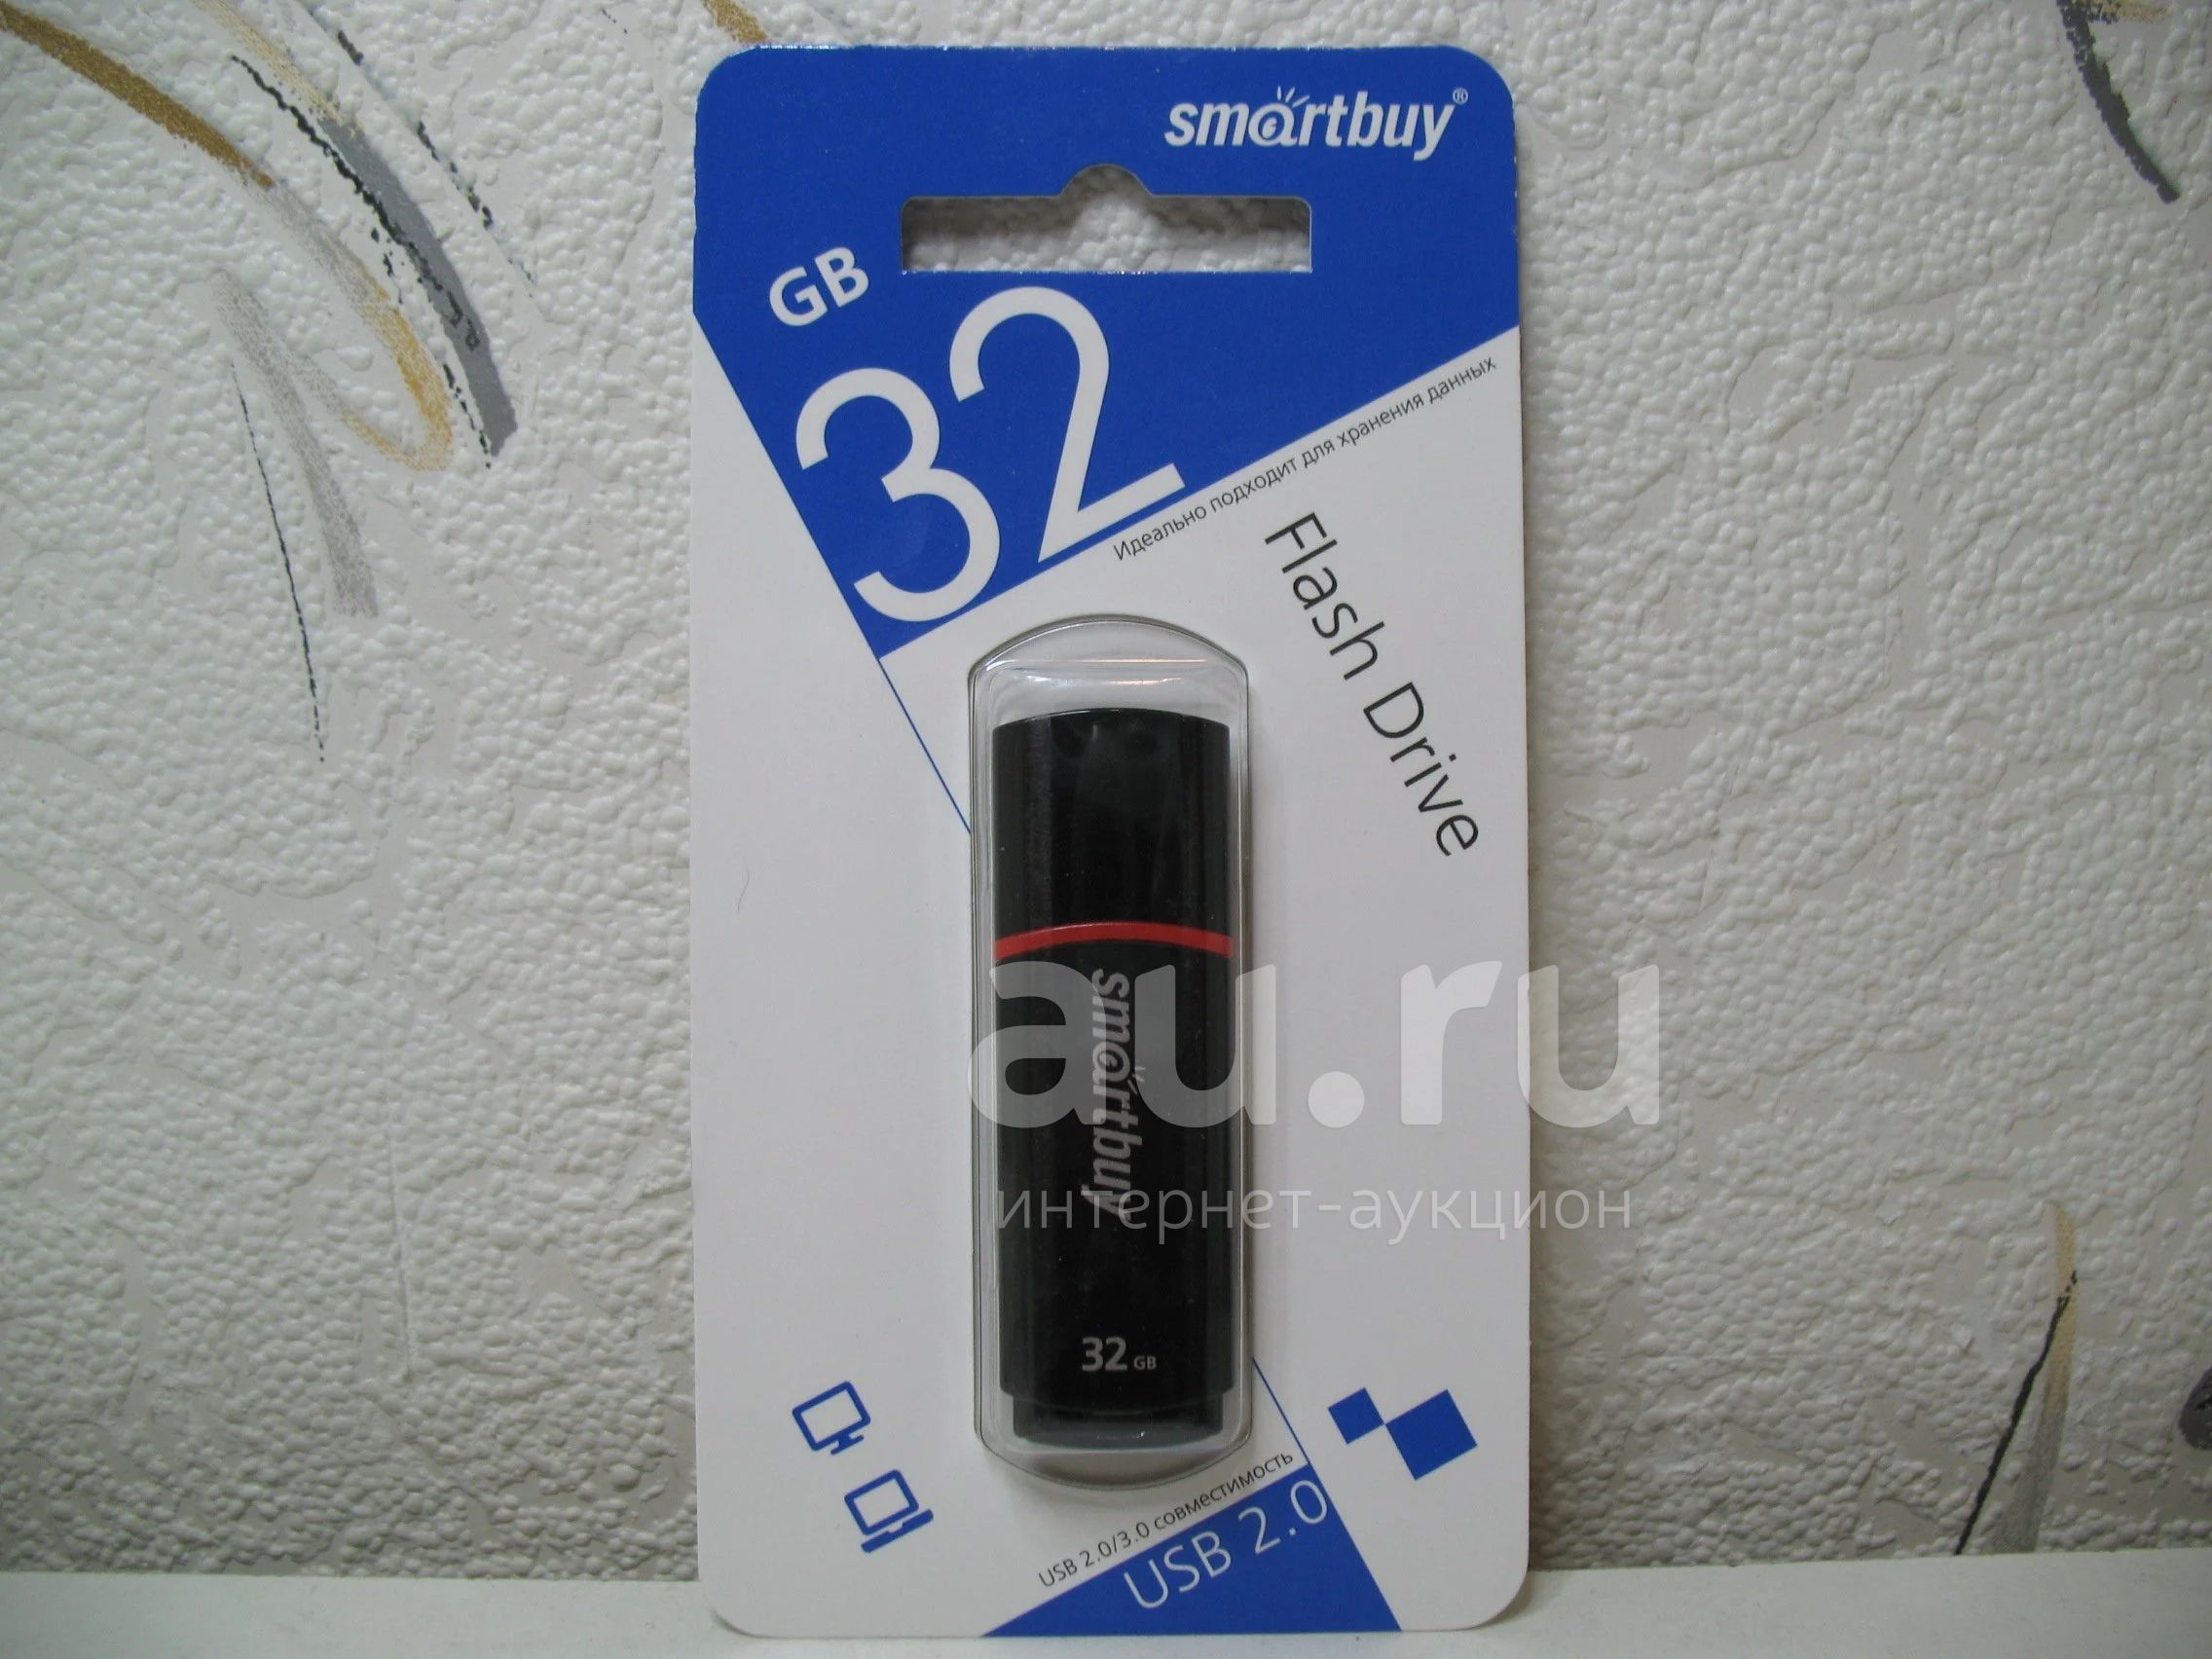 smartbuy®
GB
32
Идеально подходит для хранения данных
Flash Drive
smartbuy
au.ru
интернет-аукцион
32 GB
USB 2.0/3.0 совместимость
USB 2.0